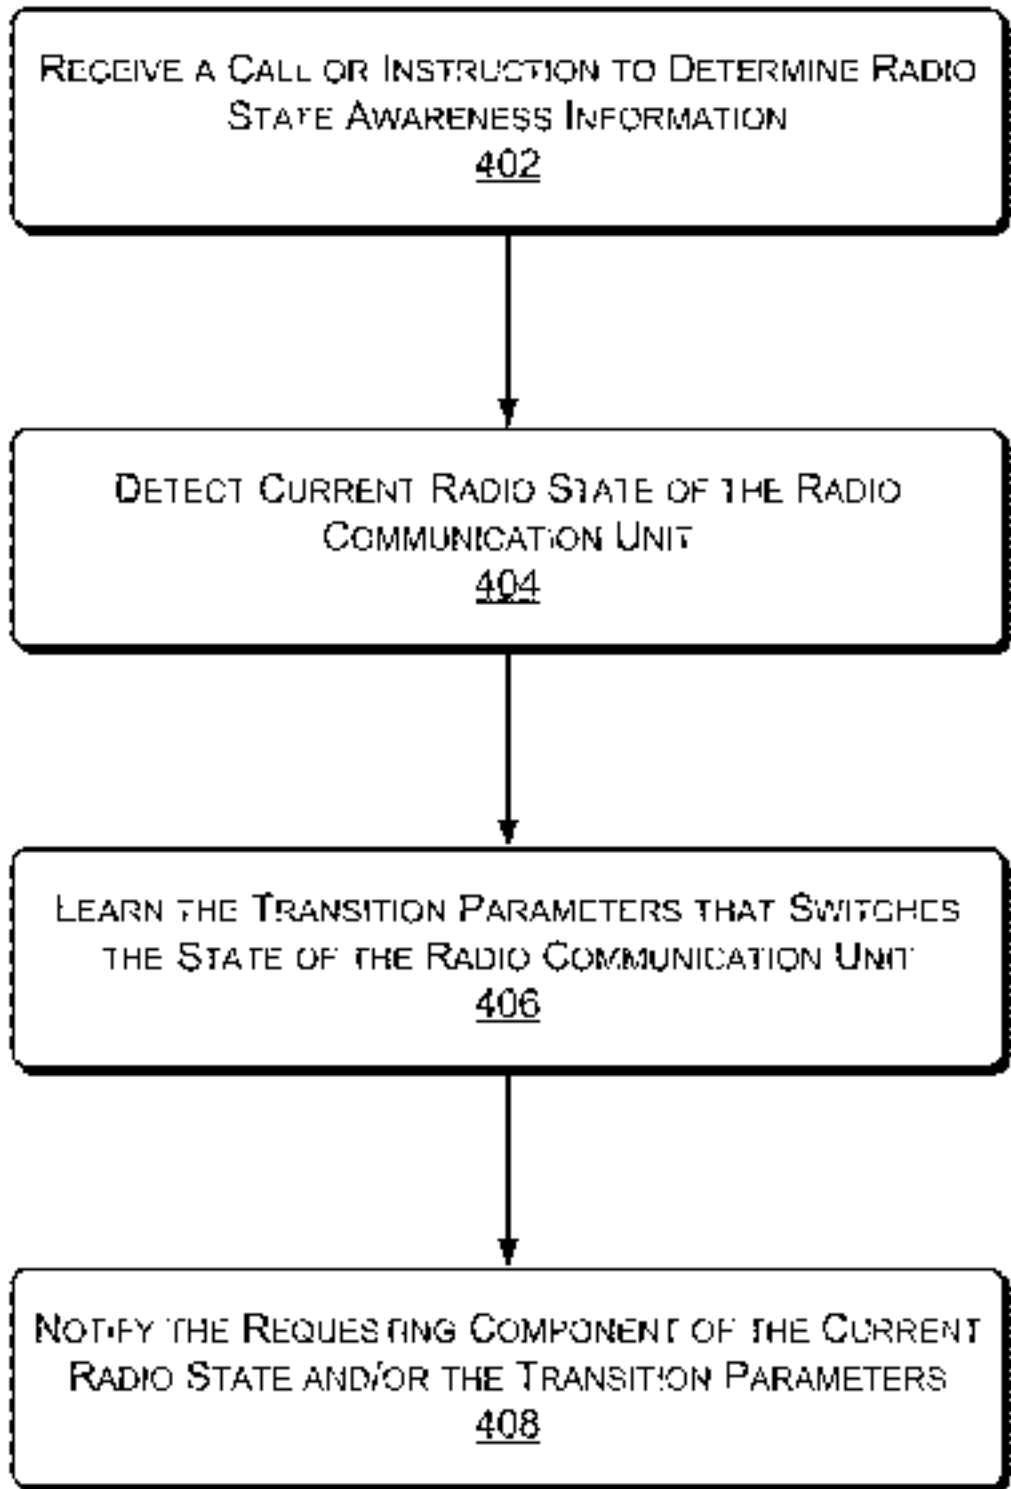 RECEIVE A CALL OR INSTRUCTION TO DETERMINE RADIO
STATE AWARENESS INFORMATION
402
DETECT CURRENT RADIO STATE OF THE RADIO
COMMUNICATION UNIT
404
LEARN THE TRANSITION PARAMETERS THAT SWITCHES
THE STATE OF THE RADIO COMMUNICATION UNIT
406
NOTIFY THE REQUESTING COMPONENT OF THE CURRENT
RADIO STATE AND/OR THE TRANSITION PARAMETERS
408